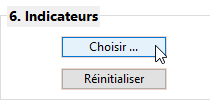 6. Indicateurs
Choisir ...
Réinitialiser